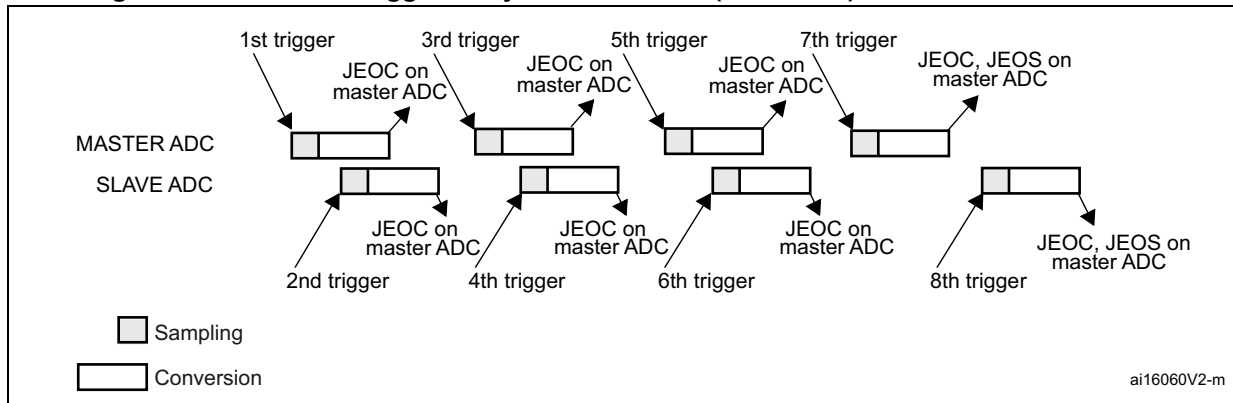 1st trigger
3rd trigger
5th trigger
7th trigger
JEOC on
master ADC
JEOC on
master ADC
JEOC on
master ADC
JEOC, JEOS on
master ADC
MASTER ADC
SLAVE ADC
JEOC on
master ADC
JEOC on
master ADC
JEOC on
master ADC
JEOC, JEOS on
master ADC
2nd trigger
4th trigger
6th trigger
8th trigger
Sampling
Conversion
ai16060V2-m